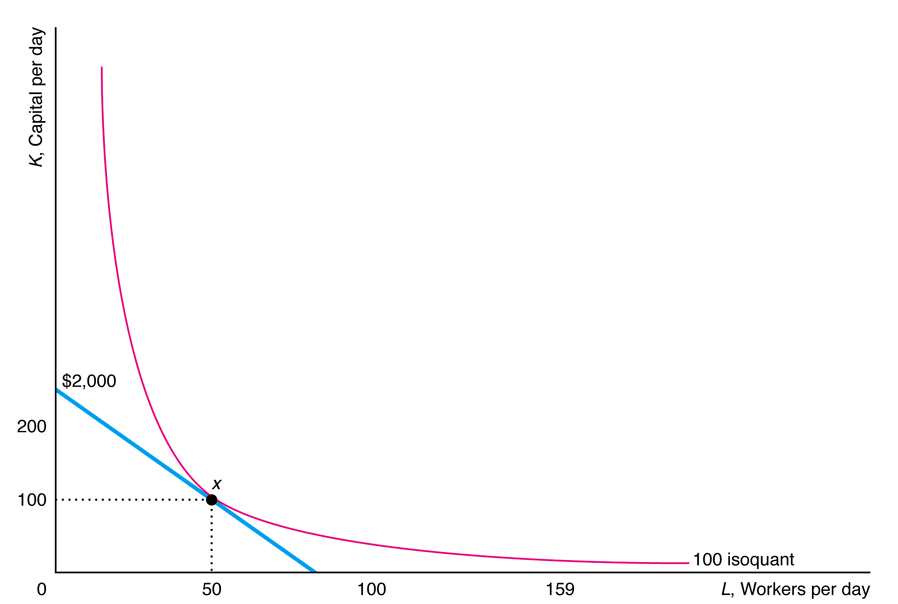 K, Capital per day
$2,000
200
x
100
100 isoquant
0
50
100
159
L, Workers per day